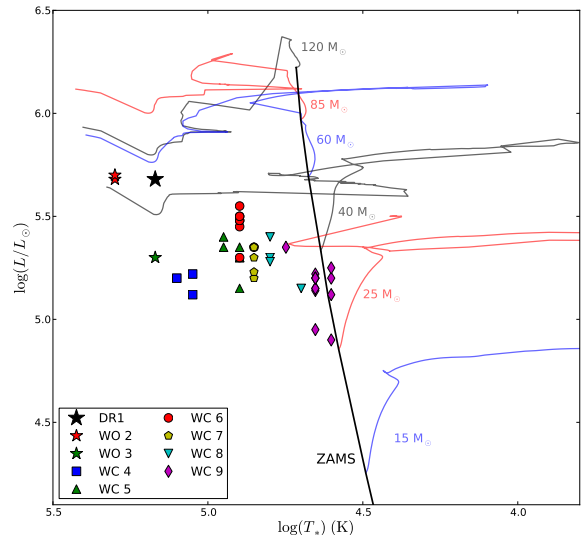 6.5
120 M☉
6.0
85 M☉
60 M☉
log(L/L☉)
5.5
40 M☉
25 M☉
5.0
4.5
15 M☉
ZAMS
DR1
WO 2
WO 3
WC 4
WC 5
WC 6
WC 7
WC 8
WC 9
5.5 5.0 4.5 4.0
log(T*) (K)